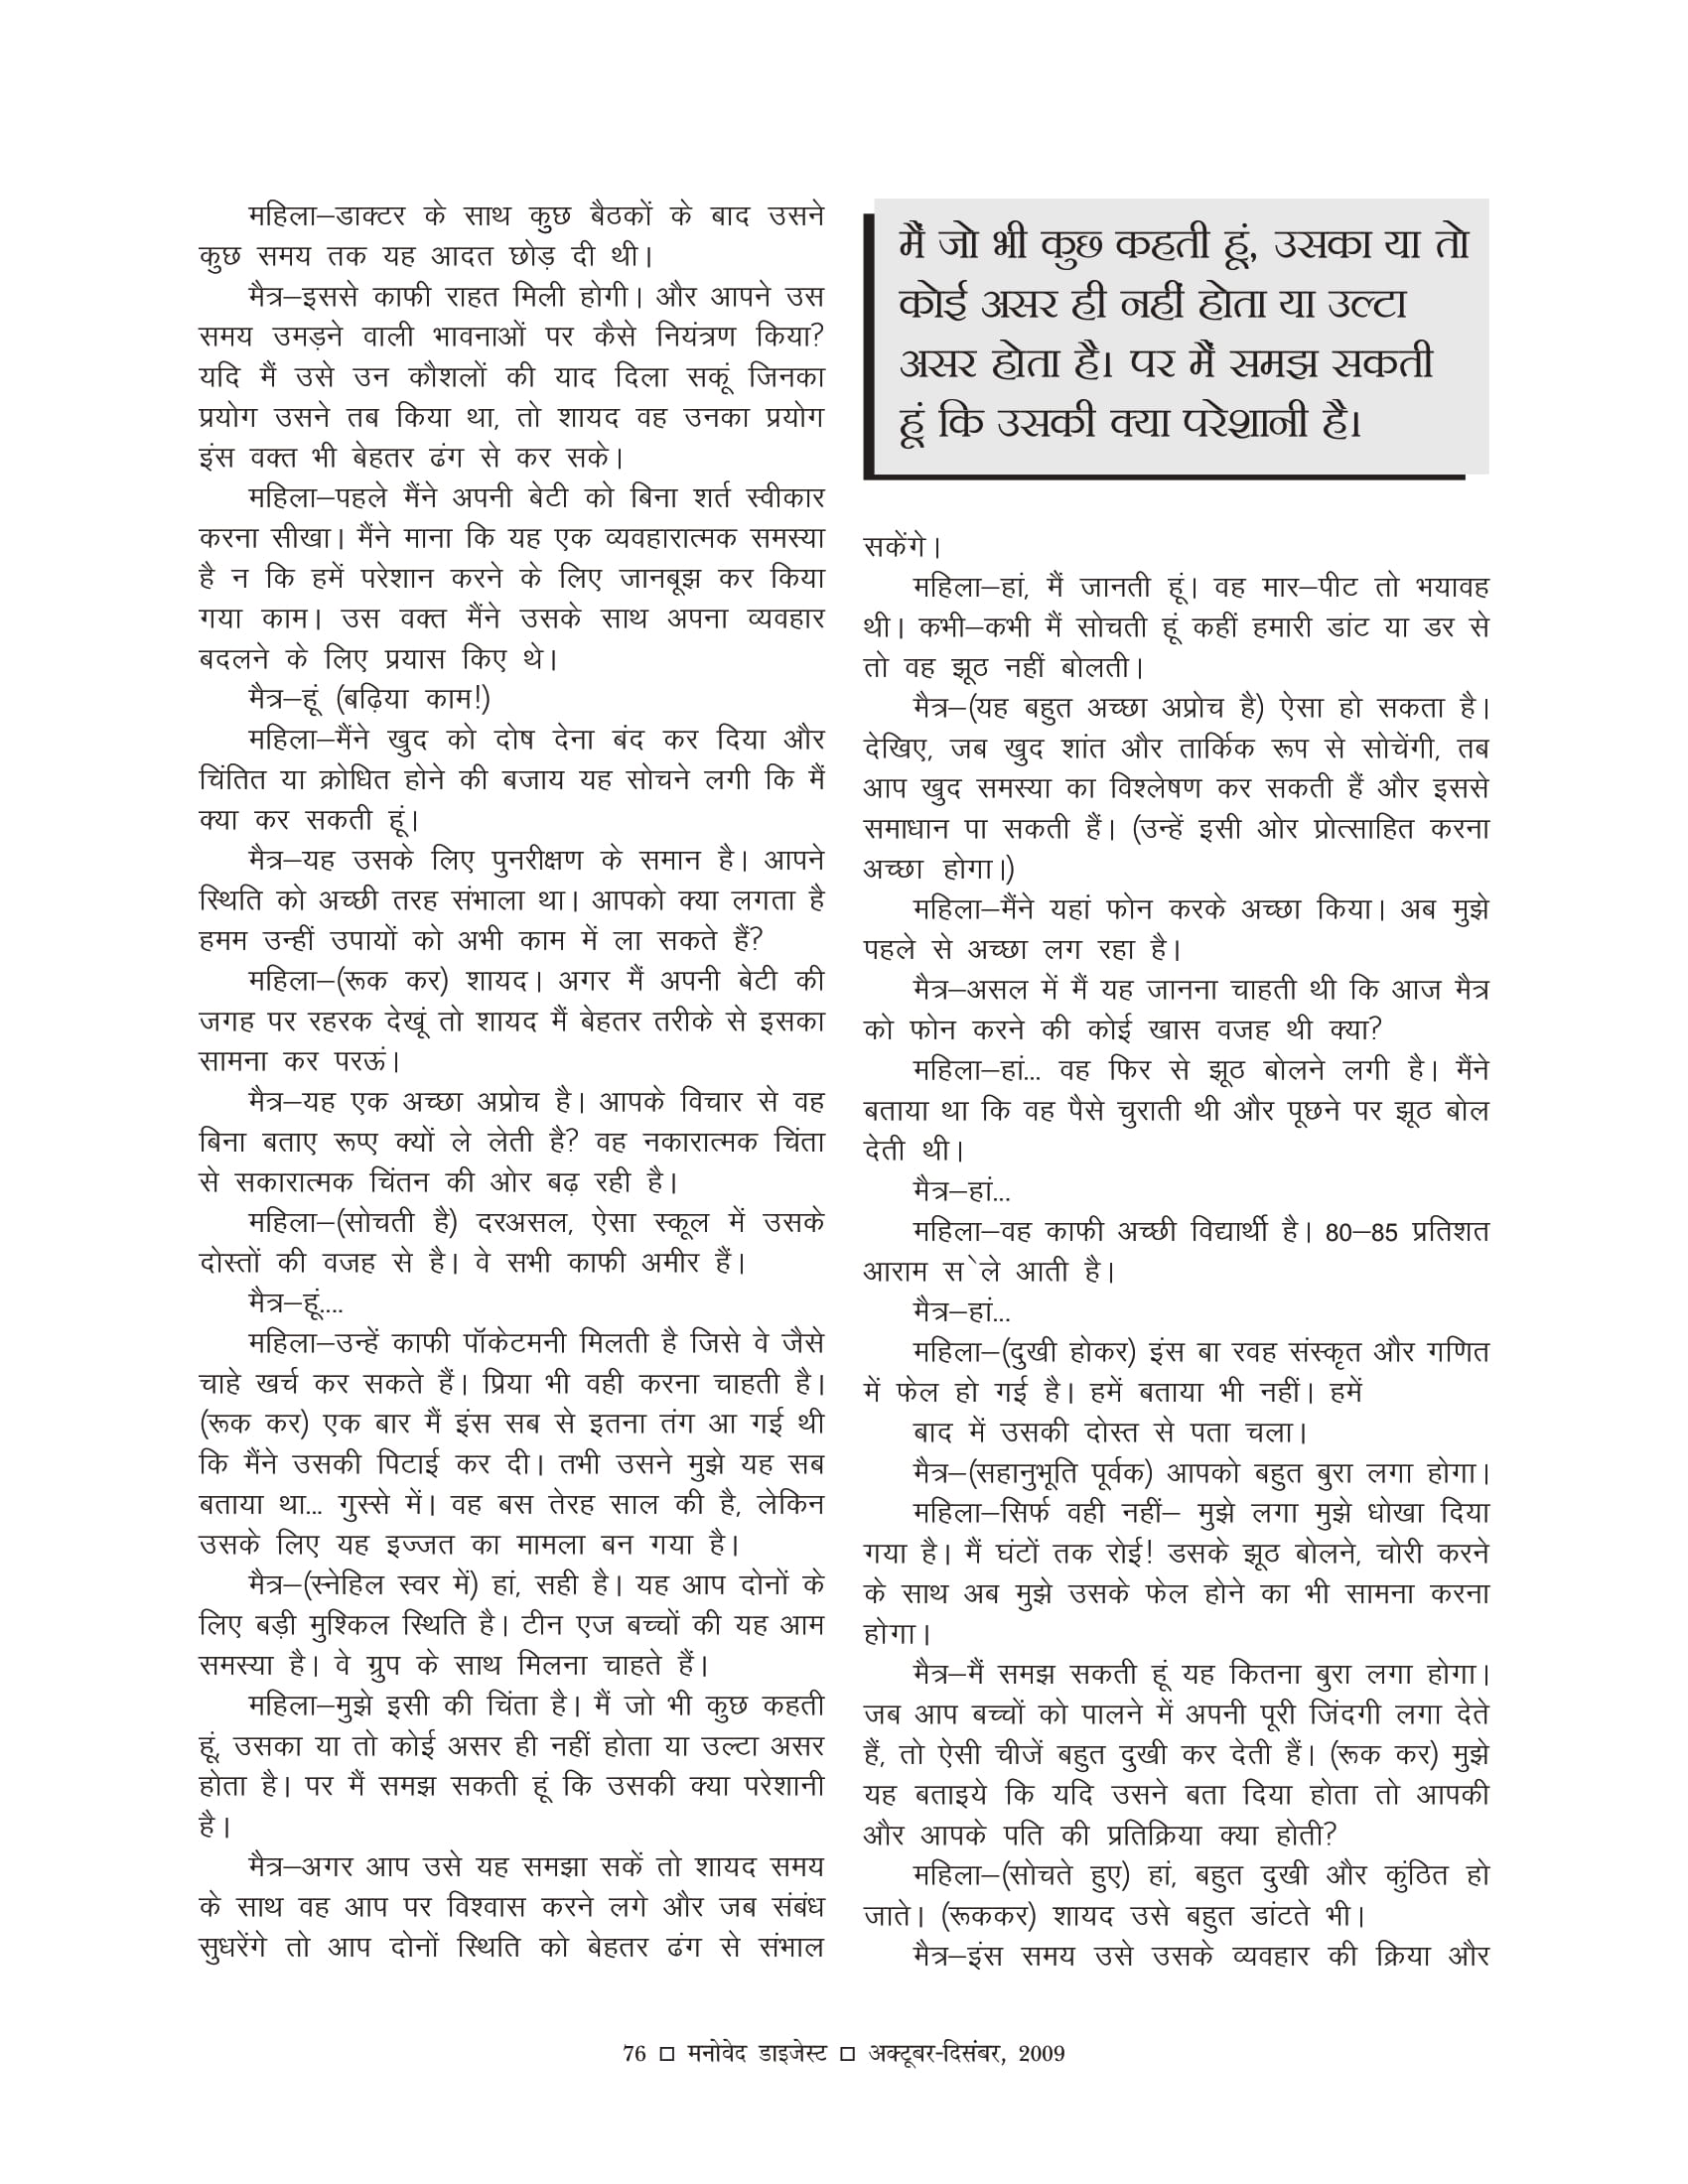 महिला–डाक्टर के साथ कुछ बैठकों के बाद उसने
कुछ समय तक यह आदत छोड़ दी थी।
मैत्र–इससे काफी राहत मिली होगी। और आपने उस
समय उमड़ने वाली भावनाओं पर कैसे नियंत्रण किया?
यदि मैं उसे उन कौशलों की याद दिला सकूं जिनका
प्रयोग उसने तब किया था, तो शायद वह उनका प्रयोग
इंस वक्त भी बेहतर ढंग से कर सके।
महिला–पहले मैंने अपनी बेटी को बिना शर्त स्वीकार
करना सीखा। मैंने माना कि यह एक व्यवहारात्मक समस्या
है न कि हमें परेशान करने के लिए जानबूझ कर किया
गया काम। उस वक्त मैंने उसके साथ अपना व्यवहार
बदलने के लिए प्रयास किए थे।
मैत्र–हूं (बढ़िया काम!)
महिला–मैंने खुद को दोष देना बंद कर दिया और
चिंतित या क्रोधित होने की बजाय यह सोचने लगी कि मैं
क्या कर सकती हूं।
मैत्र–यह उसके लिए पुनरीक्षण के समान है। आपने
स्थिति को अच्छी तरह संभाला था। आपको क्या लगता है
हमम उन्हीं उपायों को अभी काम में ला सकते हैं?
महिला–(रूक कर) शायद। अगर मैं अपनी बेटी की
जगह पर रहरक देखूं तो शायद मैं बेहतर तरीके से इसका
सामना कर परऊं।
मैत्र–यह एक अच्छा अप्रोच है। आपके विचार से वह
बिना बताए रूप्ए क्यों ले लेती है? वह नकारात्मक चिंता
से सकारात्मक चिंतन की ओर बढ़ रही है।
महिला–(सोचती है) दरअसल, ऐसा स्कूल में उसके
दोस्तों की वजह से है। वे सभी काफी अमीर हैं।
मैत्र–हूं....
महिला–उन्हें काफी पॉकेटमनी मिलती है जिसे वे जैसे
चाहे खर्च कर सकते हैं। प्रिया भी वही करना चाहती है।
(रूक कर) एक बार मैं इंस सब से इतना तंग आ गई थी
कि मैंने उसकी पिटाई कर दी। तभी उसने मुझे यह सब
बताया था... गुस्से में। वह बस तेरह साल की है, लेकिन
उसके लिए यह इज्जत का मामला बन गया है।
मैत्र–(स्नेहिल स्वर में) हां, सही है। यह आप दोनों के
लिए बड़ी मुश्किल स्थिति है। टीन एज बच्चों की यह आम
समस्या है। वे ग्रुप के साथ मिलना चाहते हैं।
महिला–मुझे इसी की चिंता है। मैं जो भी कुछ कहती
हूं, उसका या तो कोई असर ही नहीं होता या उल्टा असर
होता है। पर मैं समझ सकती हूं कि उसकी क्या परेशानी
है।
मैत्र–अगर आप उसे यह समझा सकें तो शायद समय
के साथ वह आप पर विश्वास करने लगे और जब संबंध
सुधरेंगे तो आप दोनों स्थिति को बेहतर ढंग से संभाल
मैं जो भी कुछ कहती हूं, उसका या तो
कोई असर ही नहीं होता या उल्टा
असर होता है। पर मैं समझ सकती
हूं कि उसकी क्या परेशानी है।
सकेंगे।
महिला–हां, मैं जानती हूं। वह मार–पीट तो भयावह
थी। कभी–कभी मैं सोचती हूं कहीं हमारी डांट या डर से
तो वह झूठ नहीं बोलती।
मैत्र–(यह बहुत अच्छा अप्रोच है) ऐसा हो सकता है।
देखिए, जब खुद शांत और तार्किक रूप से सोचेंगी, तब
आप खुद समस्या का विश्लेषण कर सकती हैं और इससे
समाधान पा सकती हैं। (उन्हें इसी ओर प्रोत्साहित करना
अच्छा होगा।)
महिला–मैंने यहां फोन करके अच्छा किया। अब मुझे
पहले से अच्छा लग रहा है।
मैत्र–असल में मैं यह जानना चाहती थी कि आज मैत्र
को फोन करने की कोई खास वजह थी क्या?
महिला–हां... वह फिर से झूठ बोलने लगी है। मैंने
बताया था कि वह पैसे चुराती थी और पूछने पर झूठ बोल
देती थी।
मैत्र–हां...
महिला–वह काफी अच्छी विद्यार्थी है। 80–85 प्रतिशत
आराम स`ले आती है।
मैत्र–हां...
महिला–(दुखी होकर) इंस बा रवह संस्कृत और गणित
में फेल हो गई है। हमें बताया भी नहीं। हमें
बाद में उसकी दोस्त से पता चला।
मैत्र–(सहानुभूति पूर्वक) आपको बहुत बुरा लगा होगा।
महिला–सिर्फ वही नहीं– मुझे लगा मुझे धोखा दिया
गया है। मैं घंटों तक रोई! डसके झूठ बोलने, चोरी करने
के साथ अब मुझे उसके फेल होने का भी सामना करना
होगा।
मैत्र–मैं समझ सकती हूं यह कितना बुरा लगा होगा।
जब आप बच्चों को पालने में अपनी पूरी जिंदगी लगा देते
हैं, तो ऐसी चीजें बहुत दुखी कर देती हैं। (रूक कर) मुझे
यह बताइये कि यदि उसने बता दिया होता तो आपकी
और आपके पति की प्रतिक्रिया क्या होती?
महिला–(सोचते हुए) हां, बहुत दुखी और कुंठित हो
जाते। (रूककर) शायद उसे बहुत डांटते भी।
मैत्र–इंस समय उसे उसके व्यवहार की क्रिया और
76 □ मनोवेद डाइजेस्ट □ अक्टूबर-दिसंबर, 2009